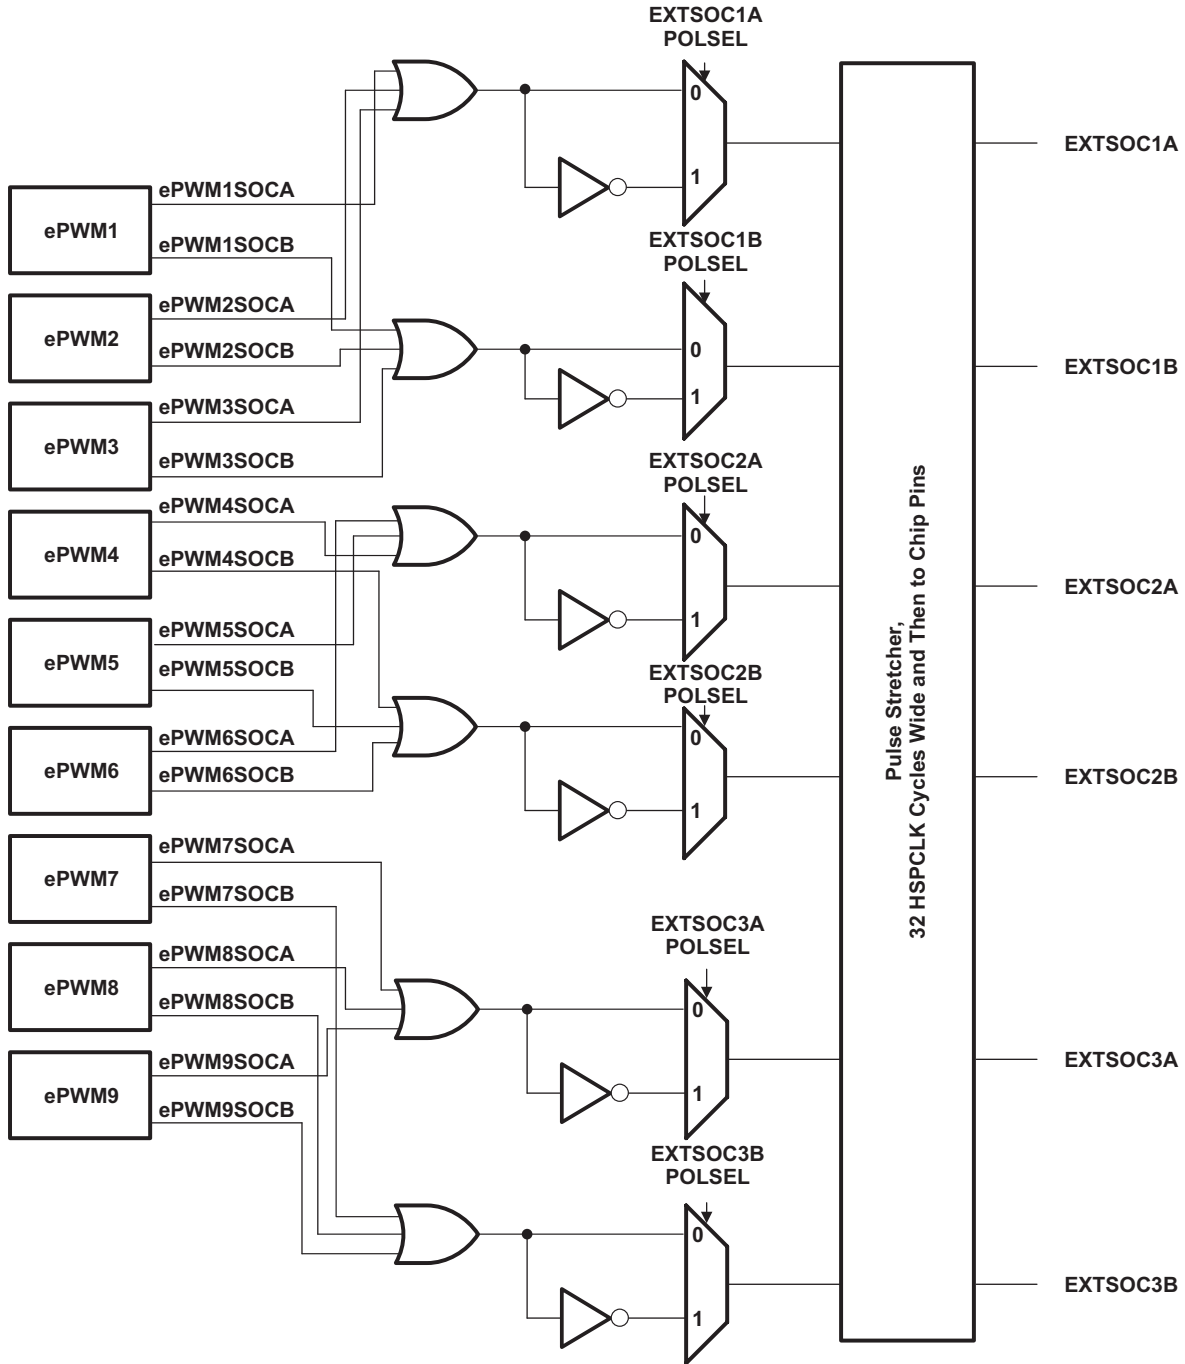 EXTSOC1A
POLSEL
0
1
EXTSOC1A
ePWM1
ePWM1SOCA
ePWM1SOCB
EXTSOC1B
POLSEL
0
1
EXTSOC1B
ePWM2
ePWM2SOCA
ePWM2SOCB
ePWM3
ePWM3SOCA
ePWM3SOCB
EXTSOC2A
POLSEL
0
1
EXTSOC2A
ePWM4
ePWM4SOCA
ePWM4SOCB
ePWM5
ePWM5SOCA
ePWM5SOCB
EXTSOC2B
POLSEL
0
1
EXTSOC2B
ePWM6
ePWM6SOCA
ePWM6SOCB
Pulse Stretcher,
32 HSPCLK Cycles Wide and Then to Chip Pins
ePWM7
ePWM7SOCA
ePWM7SOCB
EXTSOC3A
POLSEL
0
1
EXTSOC3A
ePWM8
ePWM8SOCA
ePWM8SOCB
ePWM9
ePWM9SOCA
ePWM9SOCB
EXTSOC3B
POLSEL
0
1
EXTSOC3B